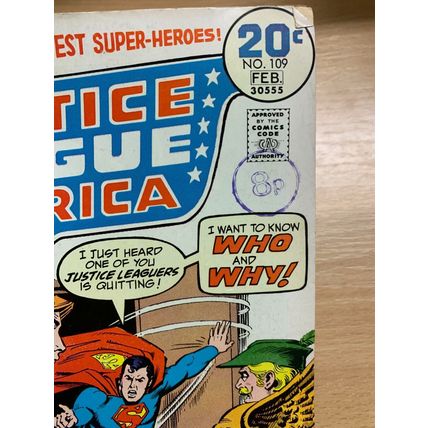 EST SUPER-HEROES!
20¢
NO. 109
FEB.
30555
TICE
GUE
RICA
APPROVED
BY THE
COMICS
CODE
AUTHORITY
8p
I JUST HEARD
ONE OF YOU
JUSTICE LEAGUERS
IS QUITTING!
I WANT TO KNOW
WHO
AND
WHY!
S